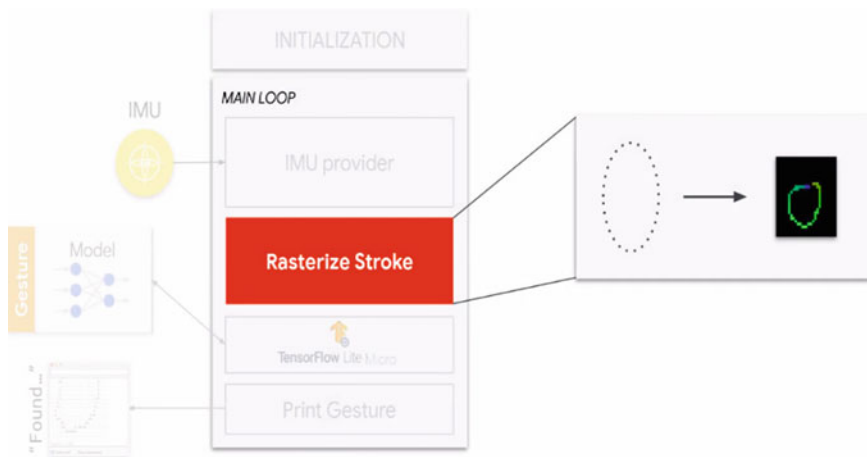 INITIALIZATION
MAIN LOOP
IMU
IMU provider
Rasterize Stroke
Gesture
Model
TensorFlow Lite Micro
"Found..."
Print Gesture